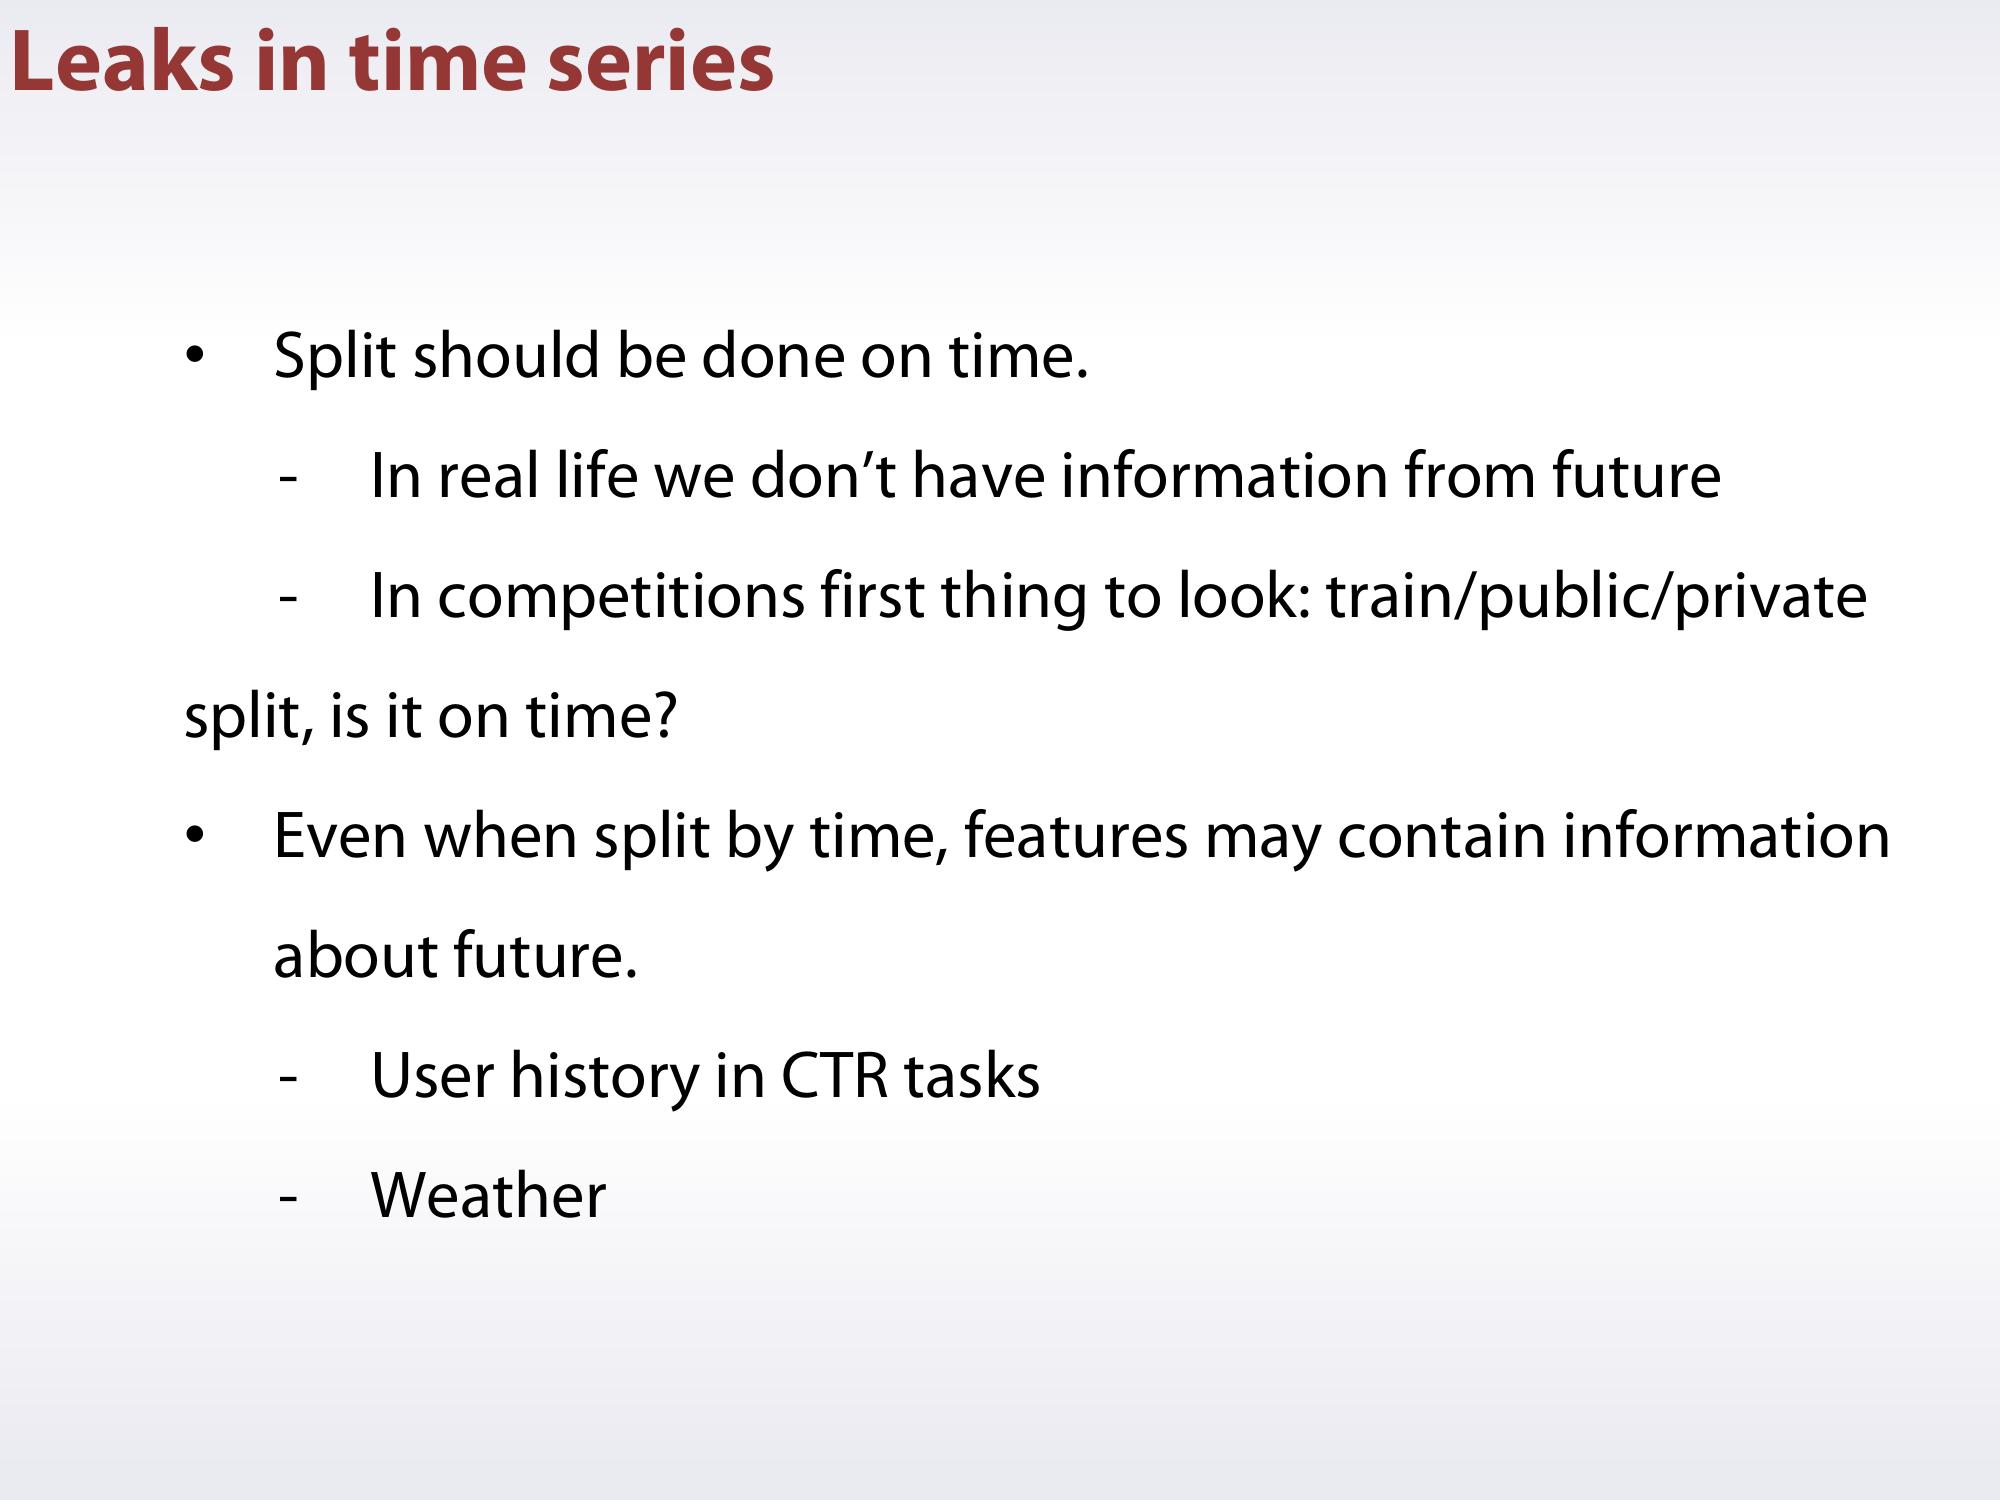 Leaks in time series
• Split should be done on time.
- In real life we don’t have information from future
- In competitions first thing to look: train/public/private
split, is it on time?
• Even when split by time, features may contain information
about future.
- User history in CTR tasks
- Weather